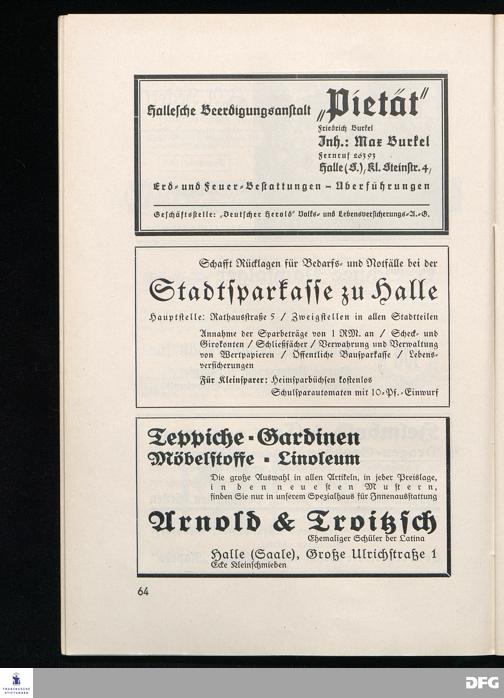 Hallesche Beerdigungsanstalt „Pietät“
Friedrich Burkel
Inh.: Max Burkel
Fernruf 26393
Halle (S.), Kl. Steinstr. 4,
Erd- und Feuer-Bestattungen – Überführungen
Geschäftsstelle: „Deutscher Herold“ Volks- und Lebensversicherungs-A.-G.
Schafft Rücklagen für Bedarfs- und Notfälle bei der
Stadtsparkasse zu Halle
Hauptstelle: Rathausstraße 5 / Zweigstellen in allen Stadtteilen
Annahme der Sparbeträge von 1 RM. an / Scheck- und
Girokonten / Schließfächer / Verwahrung und Verwaltung
von Wertpapieren / Öffentliche Bausparkasse / Lebens-
versicherungen
Für Kleinsparer: Heimsparbüchsen kostenlos
Schulsparautomaten mit 10-Pf.-Einwurf
Teppiche - Gardinen
Möbelstoffe - Linoleum
Die große Auswahl in allen Artikeln, in jeder Preislage,
in den neuesten Mustern,
finden Sie nur in unserem Spezialhaus für Innenausstattung
Arnold & Troitzsch
Ehemaliger Schüler der Latina
Halle (Saale), Große Ulrichstraße 1
Ecke Kleinschmieden
64
FRANCKESCHE
STIFTUNGEN
DFG